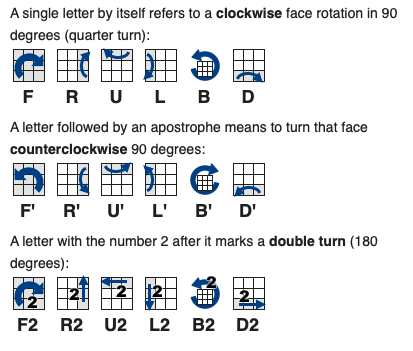 A single letter by itself refers to a clockwise face rotation in 90
degrees (quarter turn):
F R U L B D
A letter followed by an apostrophe means to turn that face
counterclockwise 90 degrees:
F' R' U' L' B' D'
A letter with the number 2 after it marks a double turn (180
degrees):
2 2 2 2 2 2
F2 R2 U2 L2 B2 D2